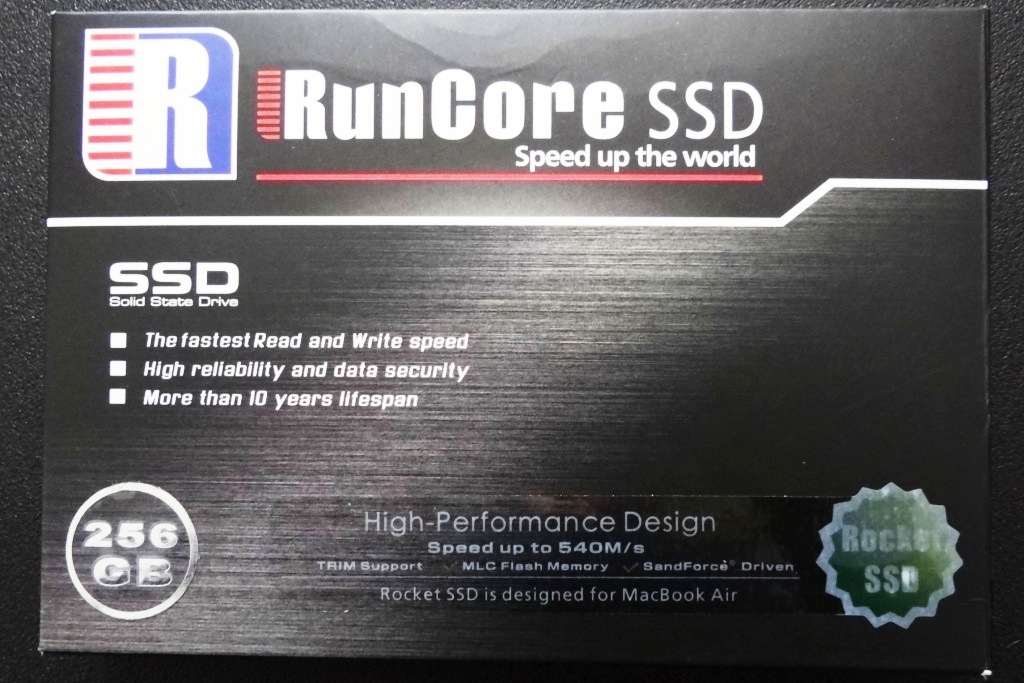 R
RunCore SSD
Speed up the world
SSD
Solid State Drive
The fastest Read and Write speed
High reliability and data security
More than 10 years lifespan
256
GB
High-Performance Design
Speed up to 540M/s
TRIM Support ✓ MLC Flash Memory ✓ SandForce® Driven
Rocket SSD is designed for MacBook Air
Rocket
SSD